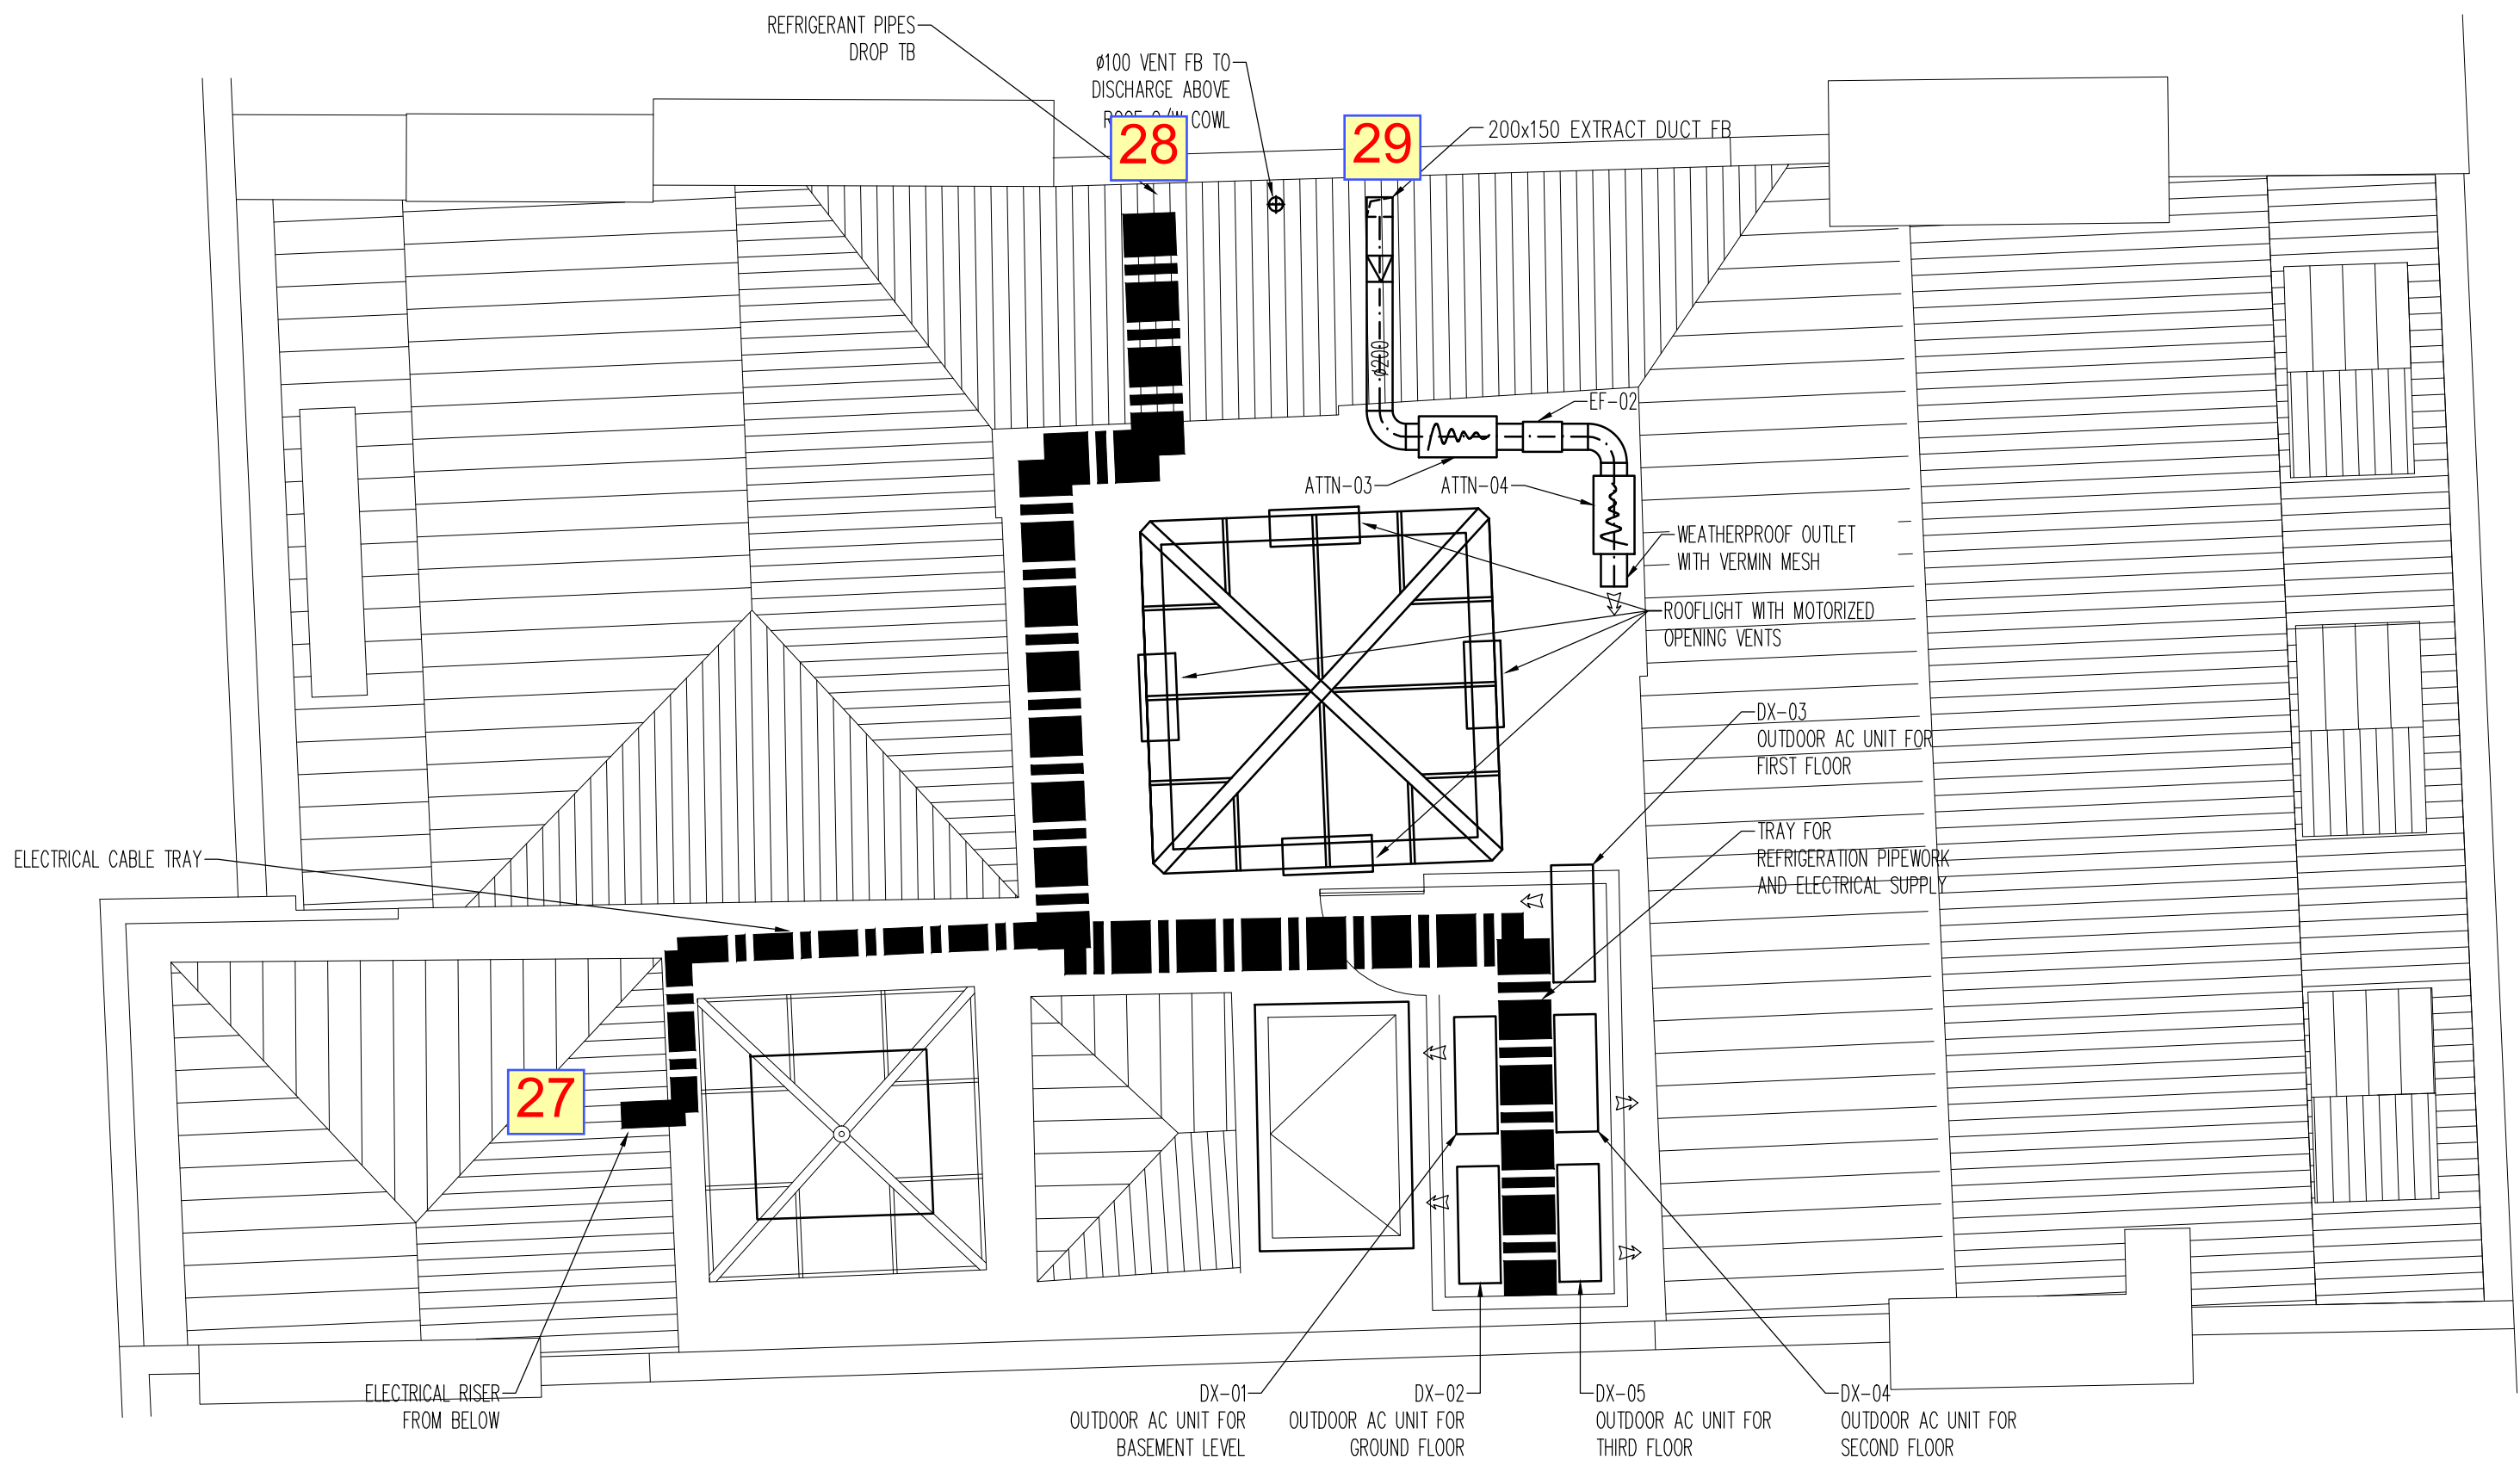 REFRIGERANT PIPES
DROP TB
ø100 VENT FB TO
DISCHARGE ABOVE
COWL
28
29
200x150 EXTRACT DUCT FB
ø200
EF-02
ATTN-03
ATTN-04
WEATHERPROOF OUTLET
WITH VERMIN MESH
ROOFLIGHT WITH MOTORIZED
OPENING VENTS
DX-03
OUTDOOR AC UNIT FOR
FIRST FLOOR
TRAY FOR
REFRIGERATION PIPEWORK
AND ELECTRICAL SUPPLY
ELECTRICAL CABLE TRAY
27
ELECTRICAL RISER
FROM BELOW
DX-01
OUTDOOR AC UNIT FOR
BASEMENT LEVEL
DX-02
OUTDOOR AC UNIT FOR
GROUND FLOOR
DX-05
OUTDOOR AC UNIT FOR
THIRD FLOOR
DX-04
OUTDOOR AC UNIT FOR
SECOND FLOOR